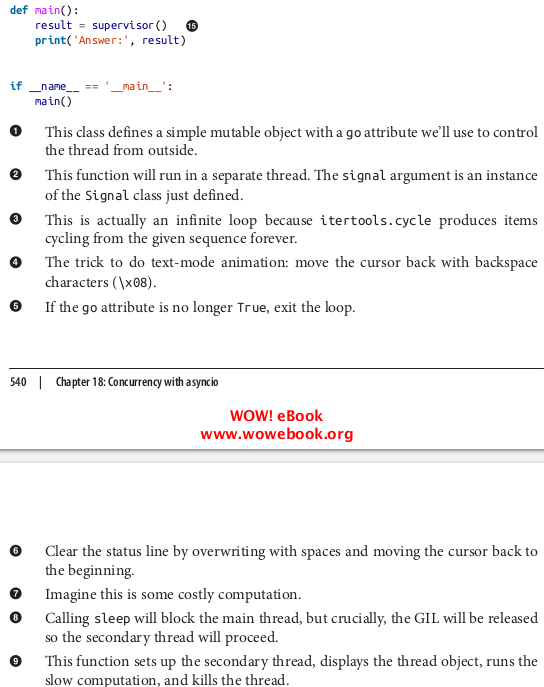 def main():
result = supervisor() ⓯
print('Answer:', result)
if __name__ == '__main__':
main()
❶ This class defines a simple mutable object with a go attribute we’ll use to control
the thread from outside.
❷ This function will run in a separate thread. The signal argument is an instance
of the Signal class just defined.
❸ This is actually an infinite loop because itertools.cycle produces items
cycling from the given sequence forever.
❹ The trick to do text-mode animation: move the cursor back with backspace
characters (\x08).
❺ If the go attribute is no longer True, exit the loop.
540 | Chapter 18: Concurrency with asyncio
WOW! eBook
www.wowebook.org
❻ Clear the status line by overwriting with spaces and moving the cursor back to
the beginning.
❼ Imagine this is some costly computation.
❽ Calling sleep will block the main thread, but crucially, the GIL will be released
so the secondary thread will proceed.
❾ This function sets up the secondary thread, displays the thread object, runs the
slow computation, and kills the thread.